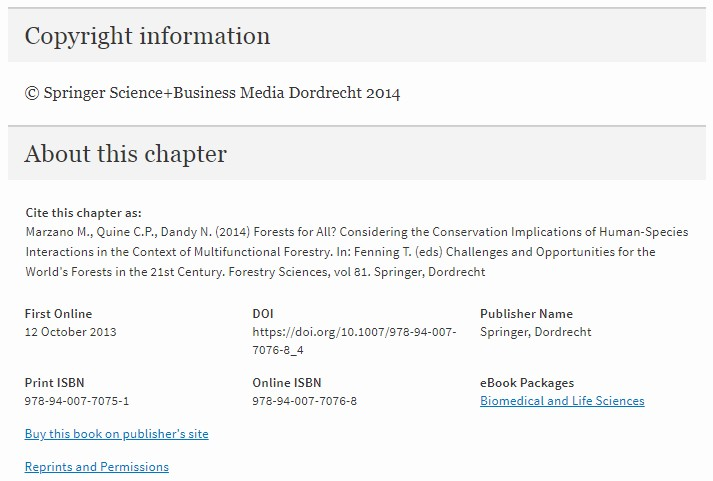 Copyright information
© Springer Science+Business Media Dordrecht 2014
About this chapter
Cite this chapter as:
Marzano M., Quine C.P., Dandy N. (2014) Forests for All? Considering the Conservation Implications of Human-Species
Interactions in the Context of Multifunctional Forestry. In: Fenning T. (eds) Challenges and Opportunities for the
World's Forests in the 21st Century. Forestry Sciences, vol 81. Springer, Dordrecht
First Online
12 October 2013
DOI
https://doi.org/10.1007/978-94-007-
7076-8_4
Publisher Name
Springer, Dordrecht
Print ISBN
978-94-007-7075-1
Online ISBN
978-94-007-7076-8
eBook Packages
Biomedical and Life Sciences
Buy this book on publisher's site
Reprints and Permissions